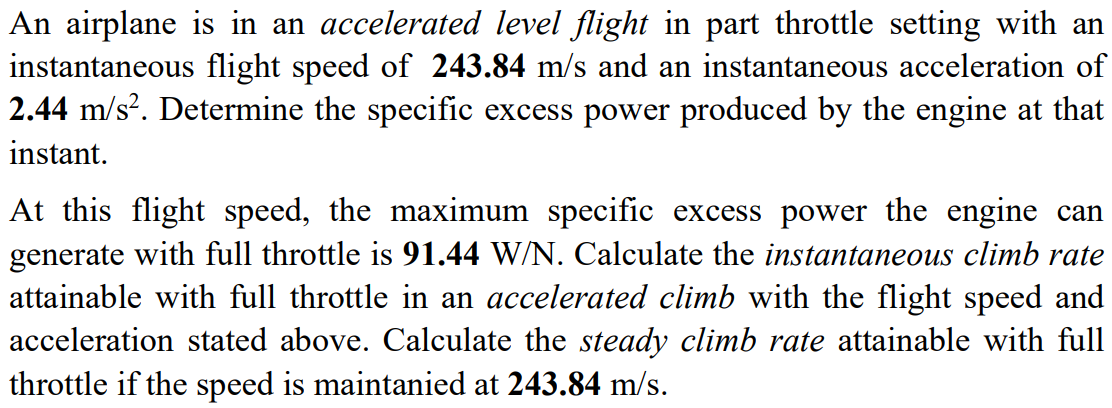 An airplane is in an accelerated level flight in part throttle setting with an
instantaneous flight speed of 243.84 m/s and an instantaneous acceleration of
2.44 m/s². Determine the specific excess power produced by the engine at that
instant.
At this flight speed, the maximum specific excess power the engine can
generate with full throttle is 91.44 W/N. Calculate the instantaneous climb rate
attainable with full throttle in an accelerated climb with the flight speed and
acceleration stated above. Calculate the steady climb rate attainable with full
throttle if the speed is maintanied at 243.84 m/s.